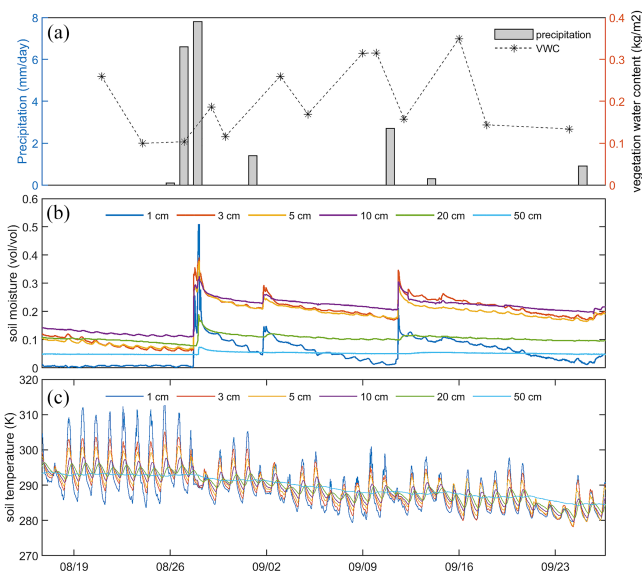 (a)
Precipitation (mm/day)
8
6
4
2
0
precipitation
VWC
0.4
0.3
0.2
0.1
0
vegetation water content (kg/m2)
(b)
soil moisture (vol/vol)
0.6
0.5
0.4
0.3
0.2
0.1
0
1 cm 3 cm 5 cm 10 cm 20 cm 50 cm
(c)
soil temperature (K)
320
310
300
290
280
270
1 cm 3 cm 5 cm 10 cm 20 cm 50 cm
08/19 08/26 09/02 09/09 09/16 09/23